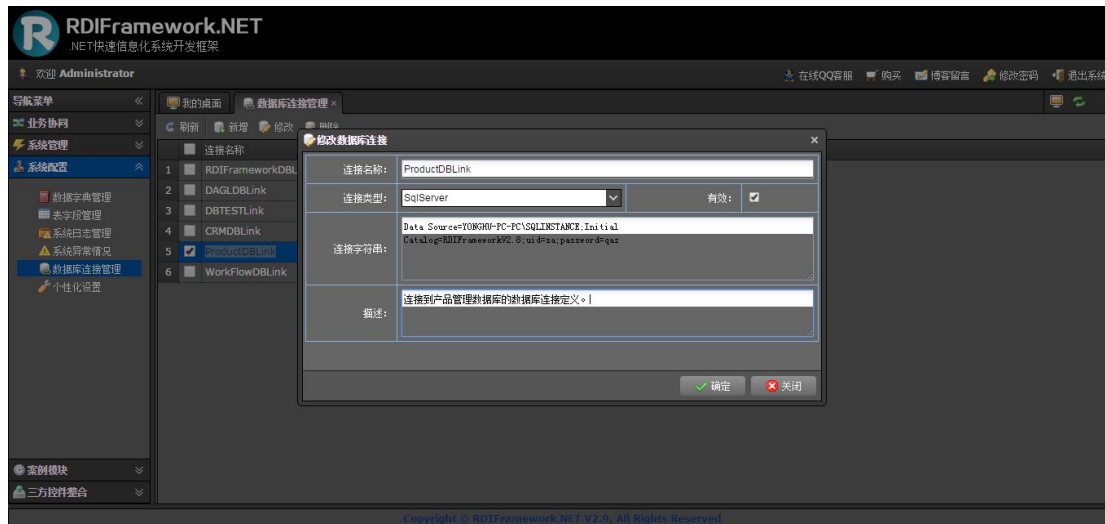 RDIFramework.NET
.NET快速信息化系统开发框架
欢迎 Administrator
在线QQ客服 购买 博客留言 修改密码 退出系统
导航菜单
我的桌面 数据库连接管理
业务协同
刷新 新增 修改 删除
系统管理
连接名称
系统配置
数据字典管理
表字段管理
系统日志管理
系统异常情况
数据库连接管理
个性化设置
1 RDIFrameworkDBL
2 DAGLDBLink
3 DBTESTLink
4 CRMDBLink
5 ProductDBLink
6 WorkFlowDBLink
修改数据库连接
连接名称: ProductDBLink
连接类型: SqlServer 有效:
连接字符串: Data Source=YONGHU-PC-PC\SQLINSTANCE;Initial
Catalog=RDIFrameworkV2.8;uid=sa;password=qaz
描述: 连接到产品管理数据库的数据库连接定义。
确定 关闭
案例模块
三方控件整合
Copyright © RDIFramework.NET V2.9, All Rights Reserved